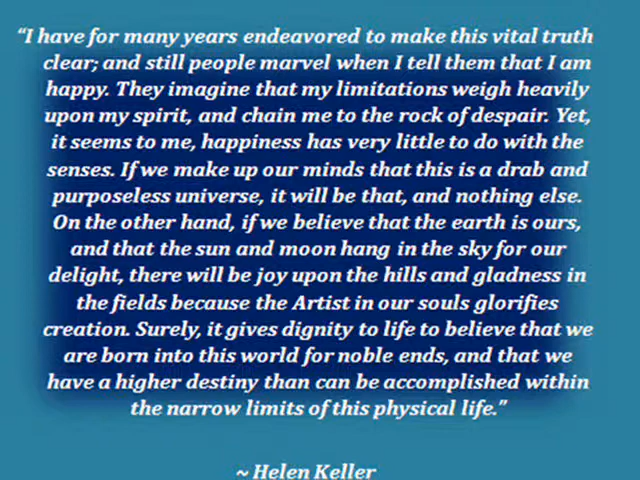 “I have for many years endeavored to make this vital truth
clear; and still people marvel when I tell them that I am
happy. They imagine that my limitations weigh heavily
upon my spirit, and chain me to the rock of despair. Yet,
it seems to me, happiness has very little to do with the
senses. If we make up our minds that this is a drab and
purposeless universe, it will be that, and nothing else.
On the other hand, if we believe that the earth is ours,
and that the sun and moon hang in the sky for our
delight, there will be joy upon the hills and gladness in
the fields because the Artist in our souls glorifies
creation. Surely, it gives dignity to life to believe that we
are born into this world for noble ends, and that we
have a higher destiny than can be accomplished within
the narrow limits of this physical life.”
~ Helen Keller